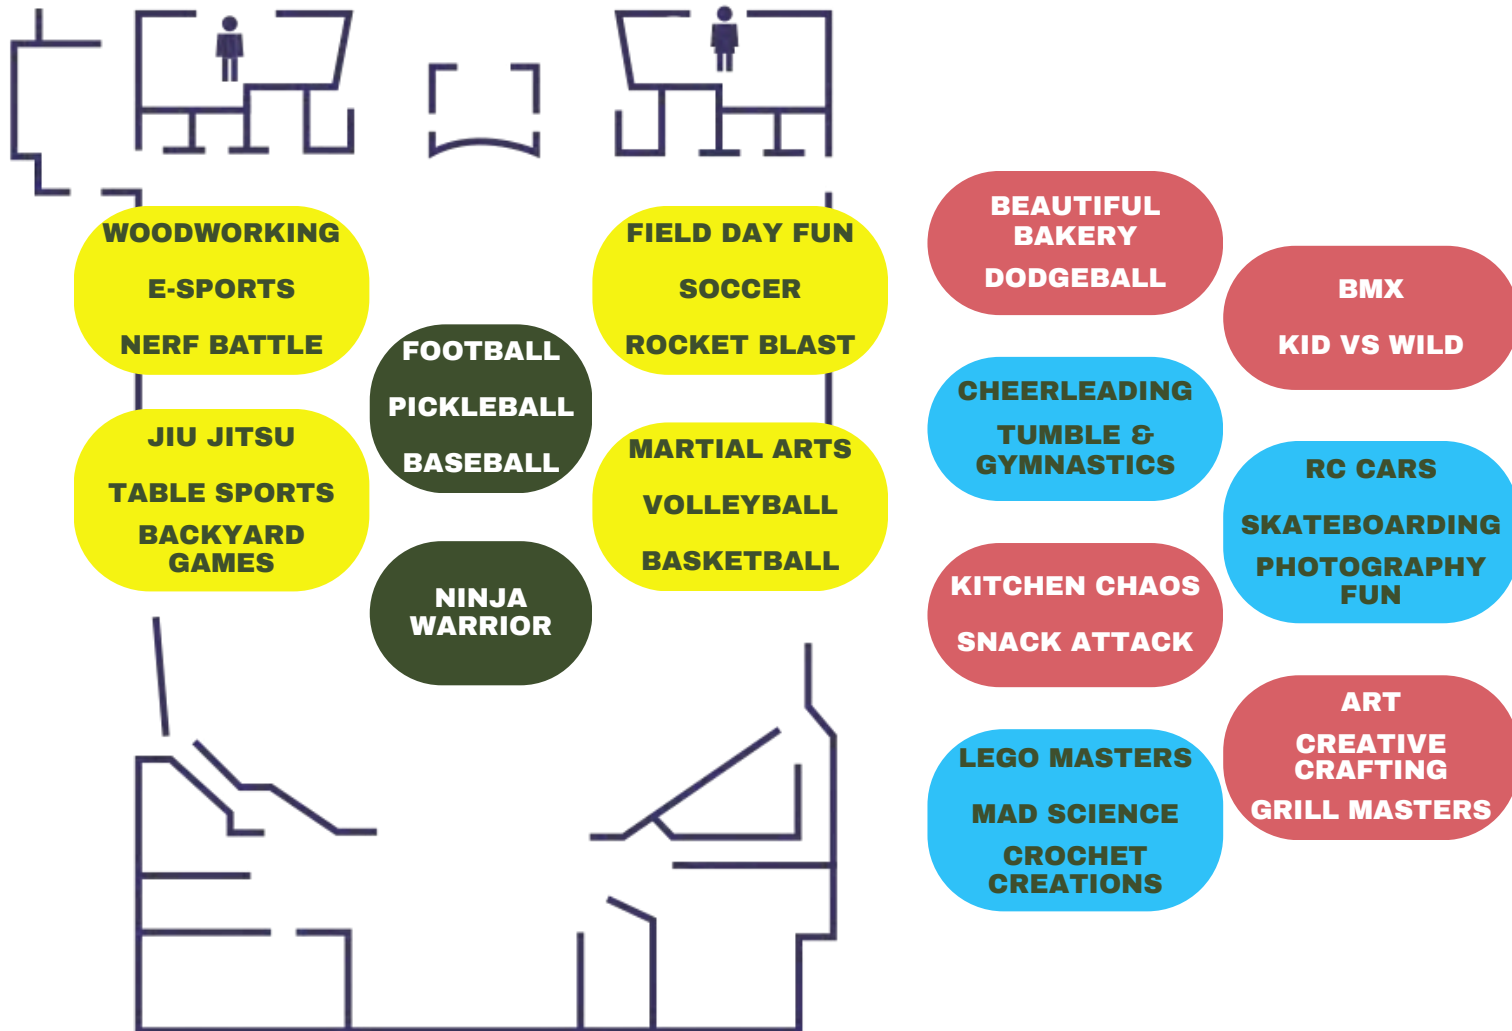 WOODWORKING
E-SPORTS
NERF BATTLE
JIU JITSU
TABLE SPORTS
BACKYARD
GAMES
FOOTBALL
PICKLEBALL
BASEBALL
NINJA
WARRIOR
FIELD DAY FUN
SOCCER
ROCKET BLAST
MARTIAL ARTS
VOLLEYBALL
BASKETBALL
BEAUTIFUL
BAKERY
DODGEBALL
CHEERLEADING
TUMBLE &
GYMNASTICS
KITCHEN CHAOS
SNACK ATTACK
LEGO MASTERS
MAD SCIENCE
CROCHET
CREATIONS
BMX
KID VS WILD
RC CARS
SKATEBOARDING
PHOTOGRAPHY
FUN
ART
CREATIVE
CRAFTING
GRILL MASTERS